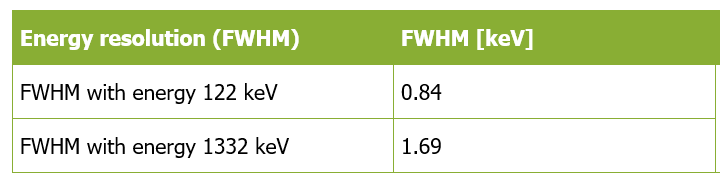 Energy resolution (FWHM) FWHM [keV]
FWHM with energy 122 keV 0.84
FWHM with energy 1332 keV 1.69